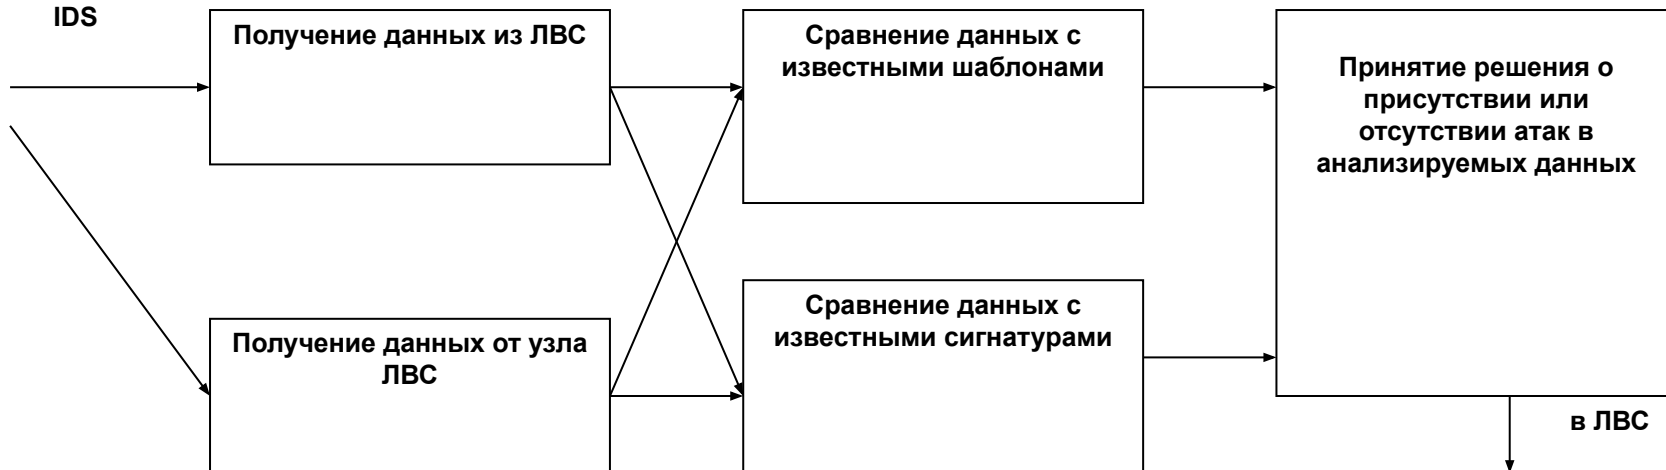 IDS
Получение данных из ЛВС
Сравнение данных с
известными шаблонами
Принятие решения о
присутствии или
отсутствии атак в
анализируемых данных
Получение данных от узла
ЛВС
Сравнение данных с
известными сигнатурами
в ЛВС